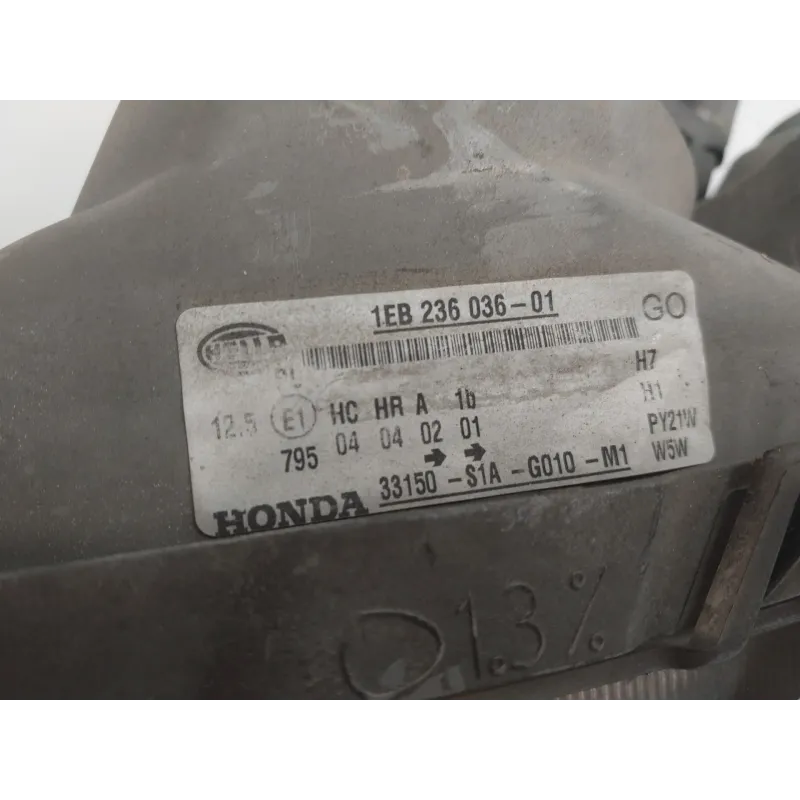 1EB 236 036-01
GO
HELLA
H7
12.5 E1 HC HR A 1b
H1
795 04 04 02 01
PY21W
W5W
HONDA 33150-S1A-G010-M1
1.3%